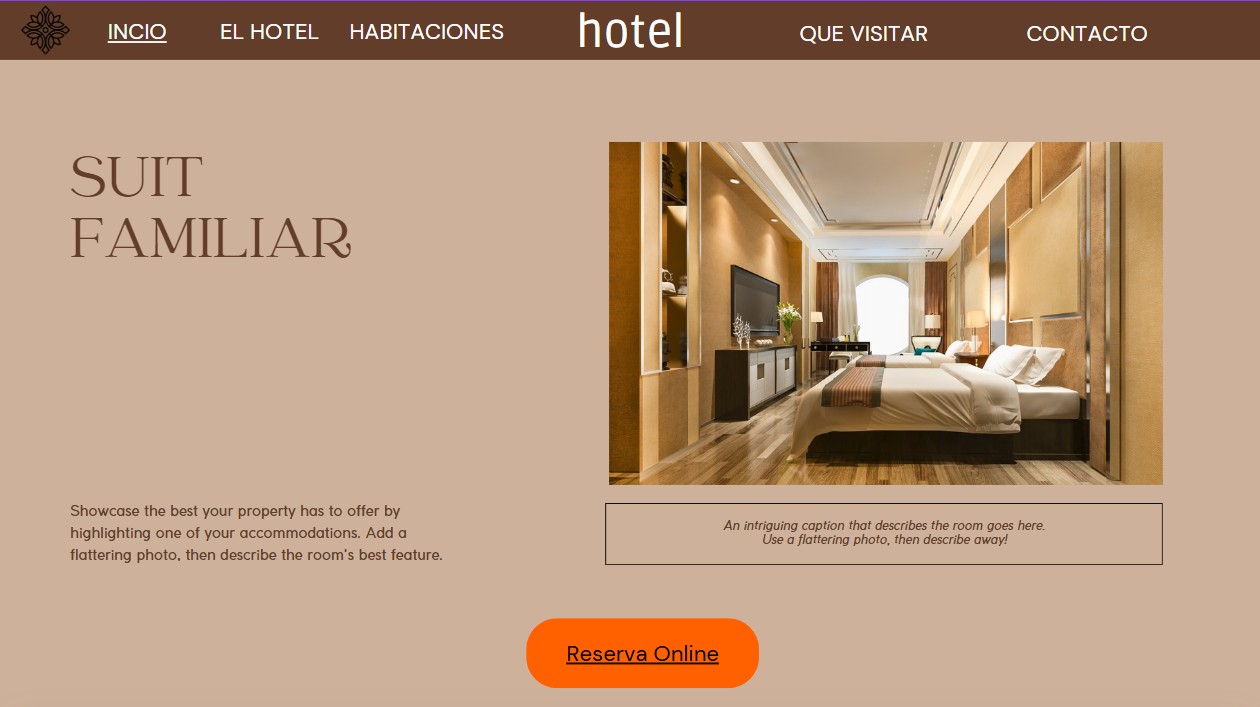 INCIO
EL HOTEL
HABITACIONES
hotel
QUE VISITAR
CONTACTO
SUIT
FAMILIAR
Showcase the best your property has to offer by
highlighting one of your accommodations. Add a
flattering photo, then describe the room's best feature.
An intriguing caption that describes the room goes here.
Use a flattering photo, then describe away!
Reserva Online